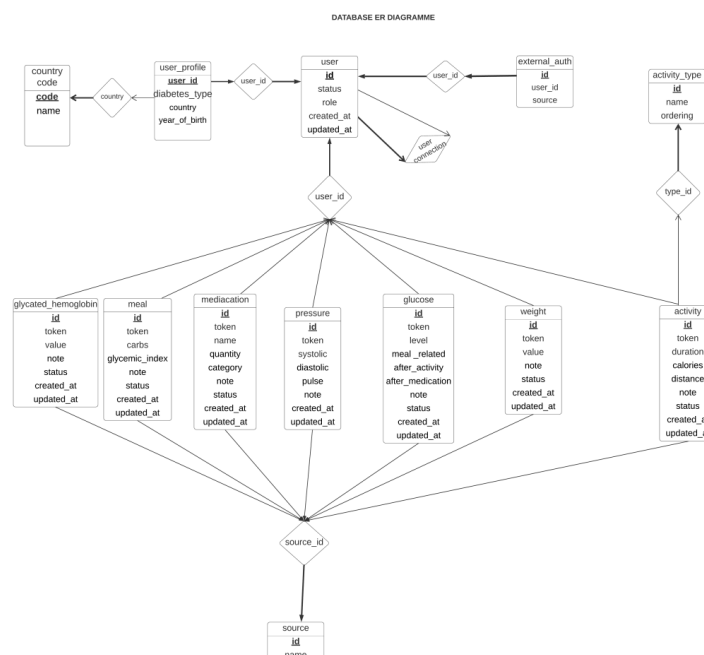 DATABASE ER DIAGRAMME
country
code
code
name
country
user_profile
user_id
diabetes_type
country
year_of_birth
user_id
user
id
status
role
created_at
updated_at
user_id
external_auth
id
user_id
source
activity_type
id
name
ordering
user
connection
user_id
type_id
glycated_hemoglobin
id
token
value
note
status
created_at
updated_at
meal
id
token
carbs
glycemic_index
note
status
created_at
updated_at
mediacation
id
token
name
quantity
category
note
status
created_at
updated_at
pressure
id
token
systolic
diastolic
pulse
note
created_at
updated_at
glucose
id
token
level
meal _related
after_activity
after_medication
note
status
created_at
updated_at
weight
id
token
value
note
status
created_at
updated_at
activity
id
token
duration
calories
distance
note
status
created_a
updated_a
source_id
source
id
name